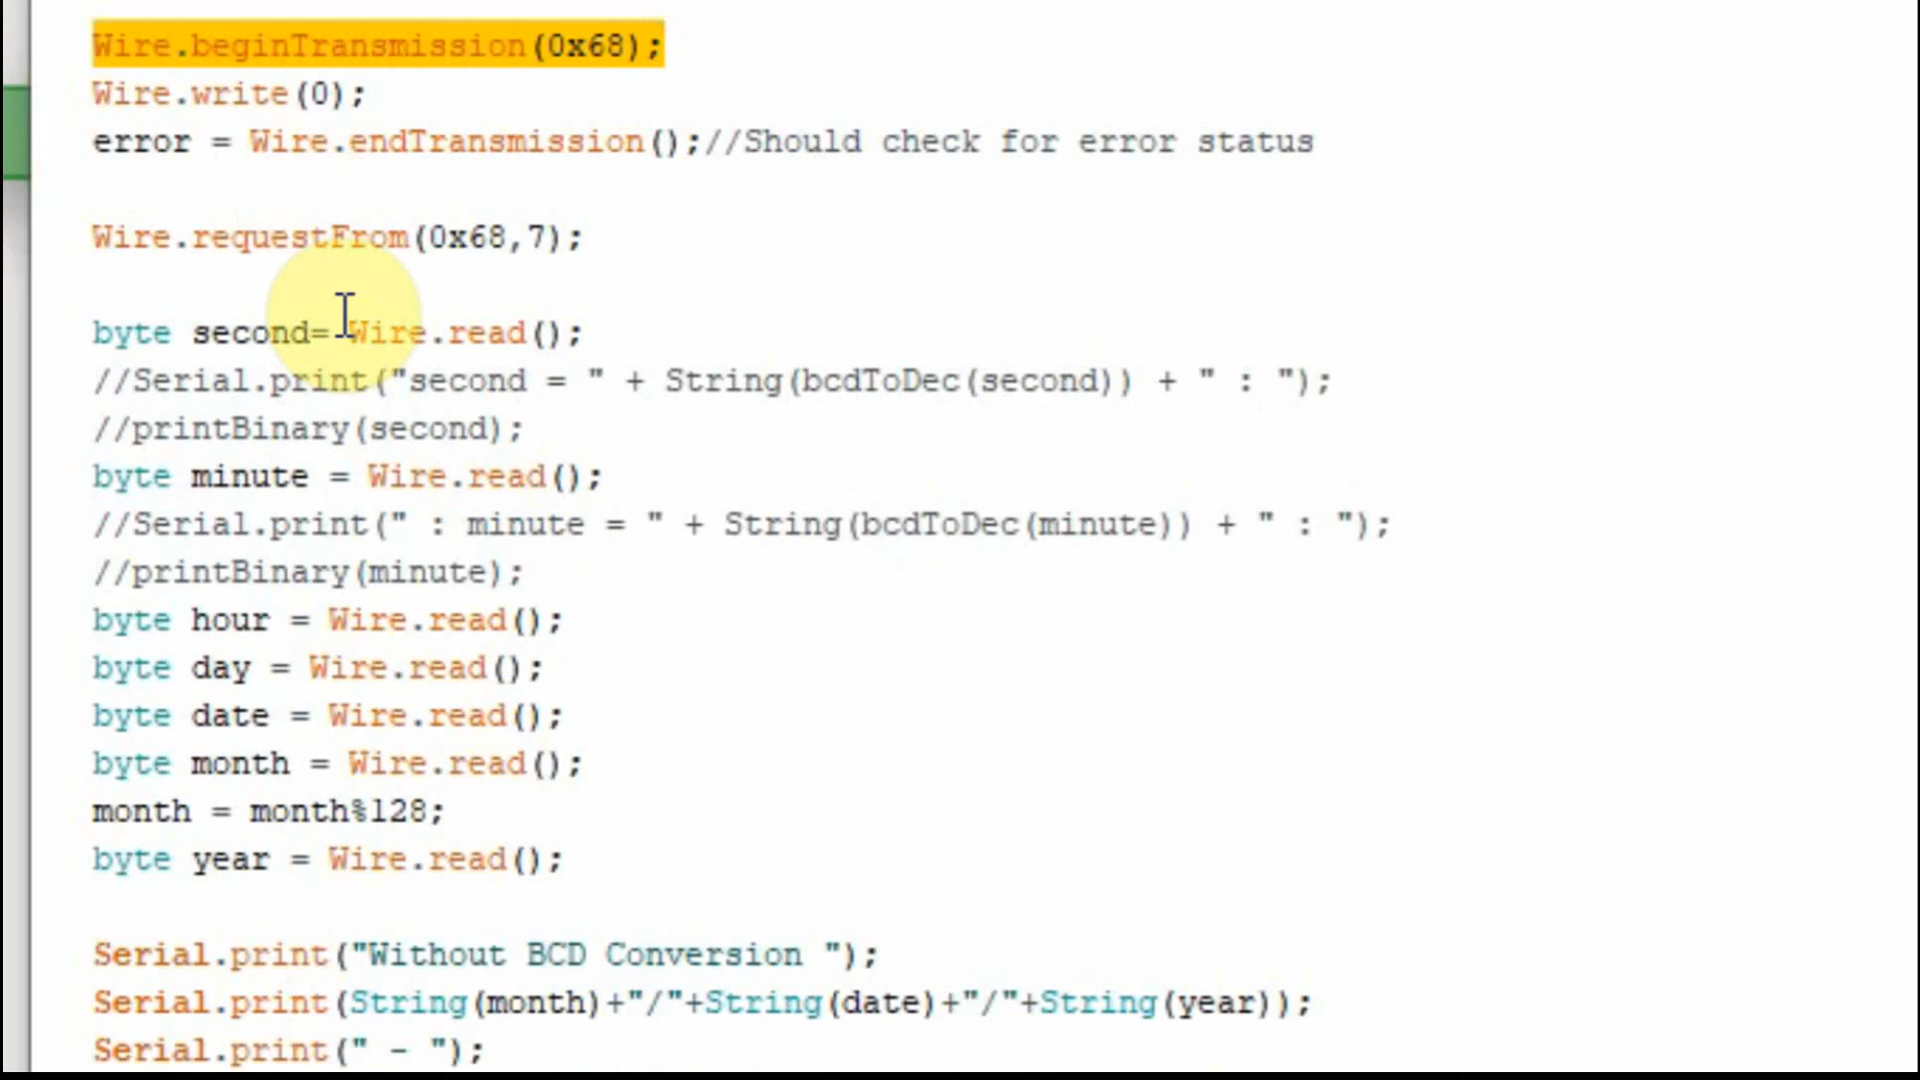 Wire.beginTransmission(0x68);
Wire.write(0);
error = Wire.endTransmission();//Should check for error status
Wire.requestFrom(0x68,7);
byte second= Wire.read();
//Serial.print("second = " + String(bcdToDec(second)) + " : ");
//printBinary(second);
byte minute = Wire.read();
//Serial.print(" : minute = " + String(bcdToDec(minute)) + " : ");
//printBinary(minute);
byte hour = Wire.read();
byte day = Wire.read();
byte date = Wire.read();
byte month = Wire.read();
month = month%128;
byte year = Wire.read();
Serial.print("Without BCD Conversion ");
Serial.print(String(month)+"/"+String(date)+"/"+String(year));
Serial.print(" - ");